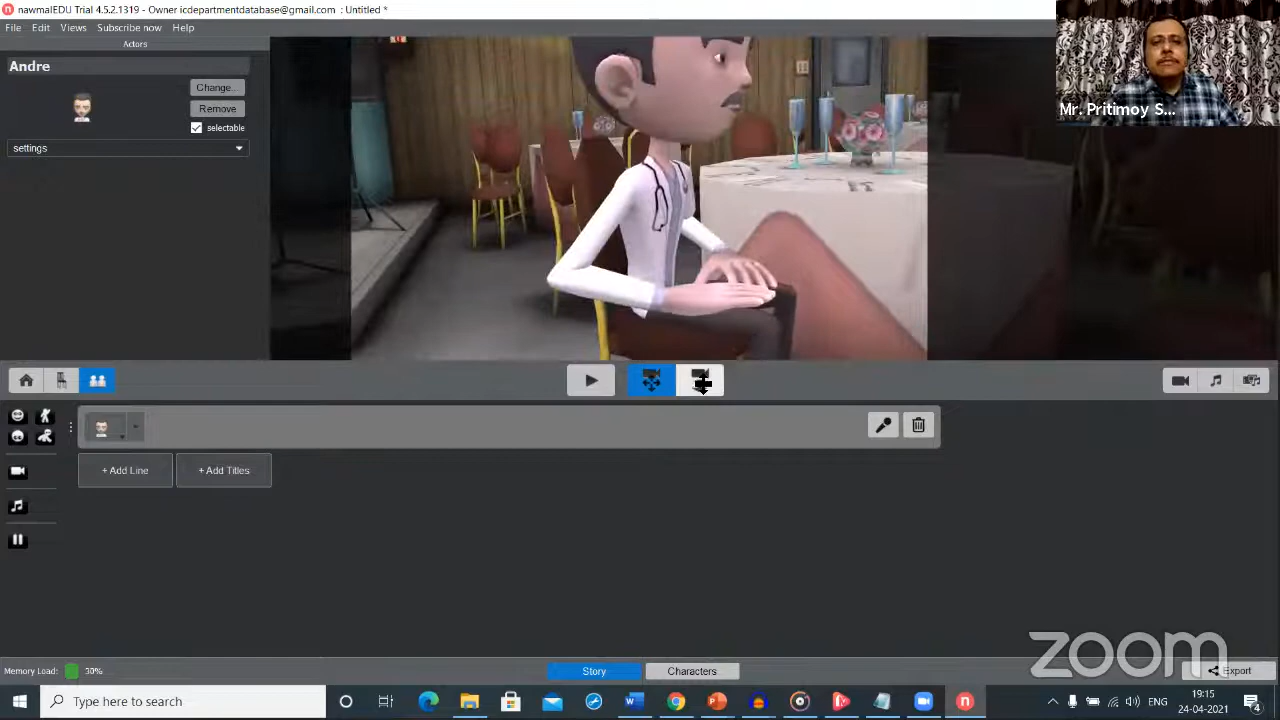 nawmalEDU Trial 4.5.2.1319 - Owner icdepartmentdatabase@gmail.com : Untitled *
File Edit Views Subscribe now Help
Actors
Andre
Change...
Remove
selectable
settings
Mr. Pritimoy S...
+ Add Line + Add Titles
zoom
Memory Load: 30% Story Characters Export
Type here to search
ENG
19:15
24-04-2021
4